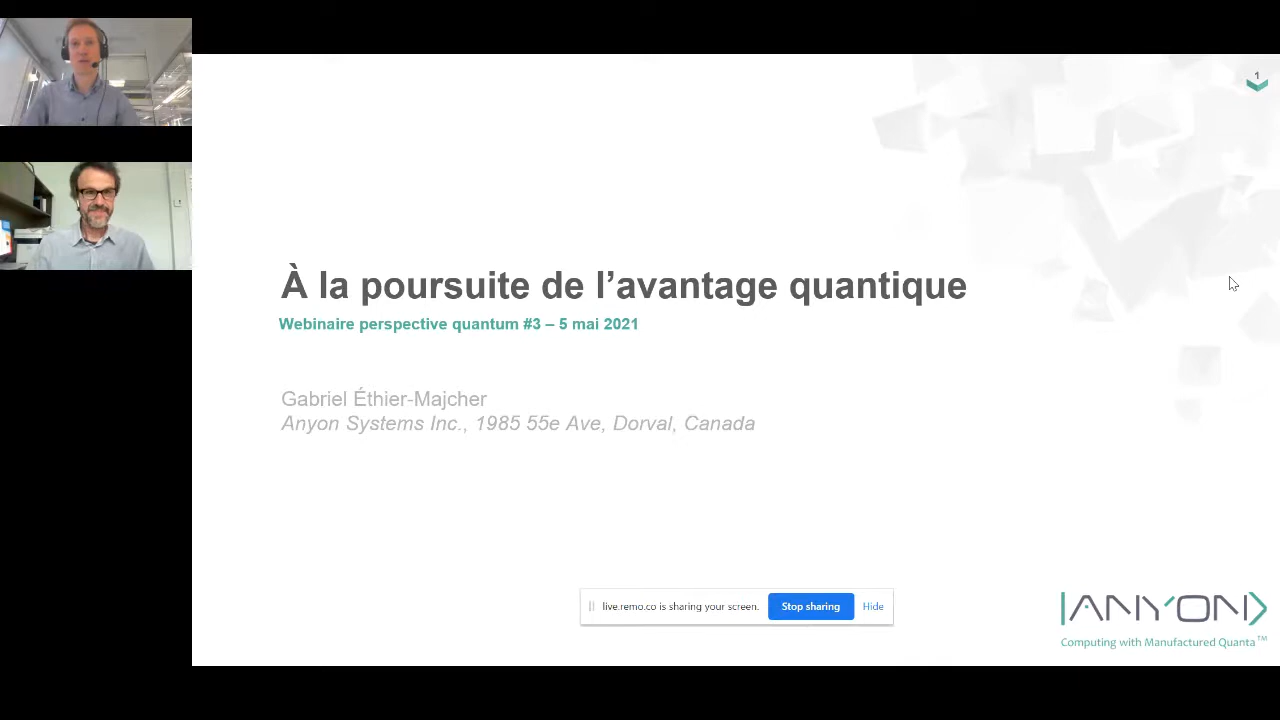 1
À la poursuite de l’avantage quantique
Webinaire perspective quantum #3 – 5 mai 2021
Gabriel Éthier-Majcher
Anyon Systems Inc., 1985 55e Ave, Dorval, Canada
live.remo.co is sharing your screen. Stop sharing Hide
|ANYON>
Computing with Manufactured Quanta™